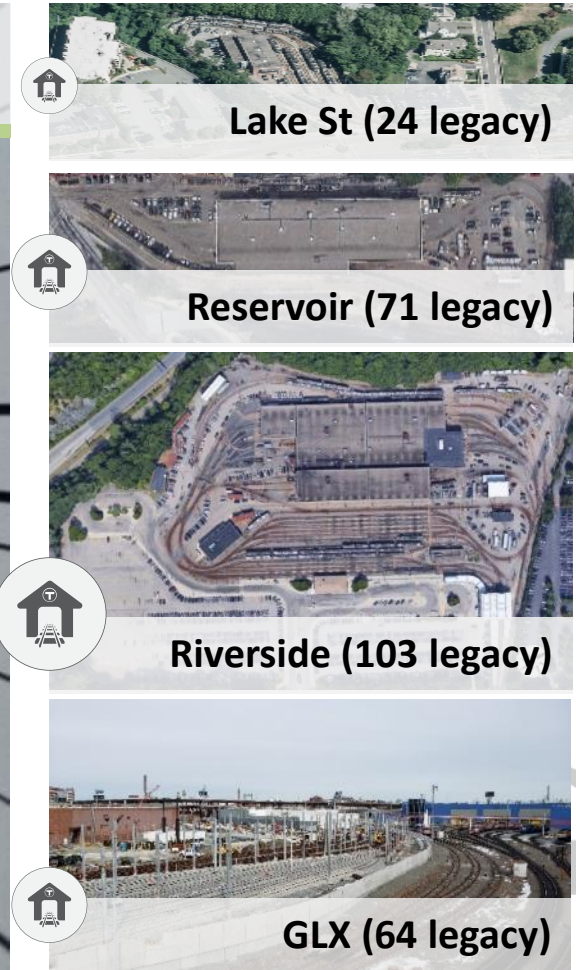 Lake St (24 legacy)
Reservoir (71 legacy)
Riverside (103 legacy)
GLX (64 legacy)